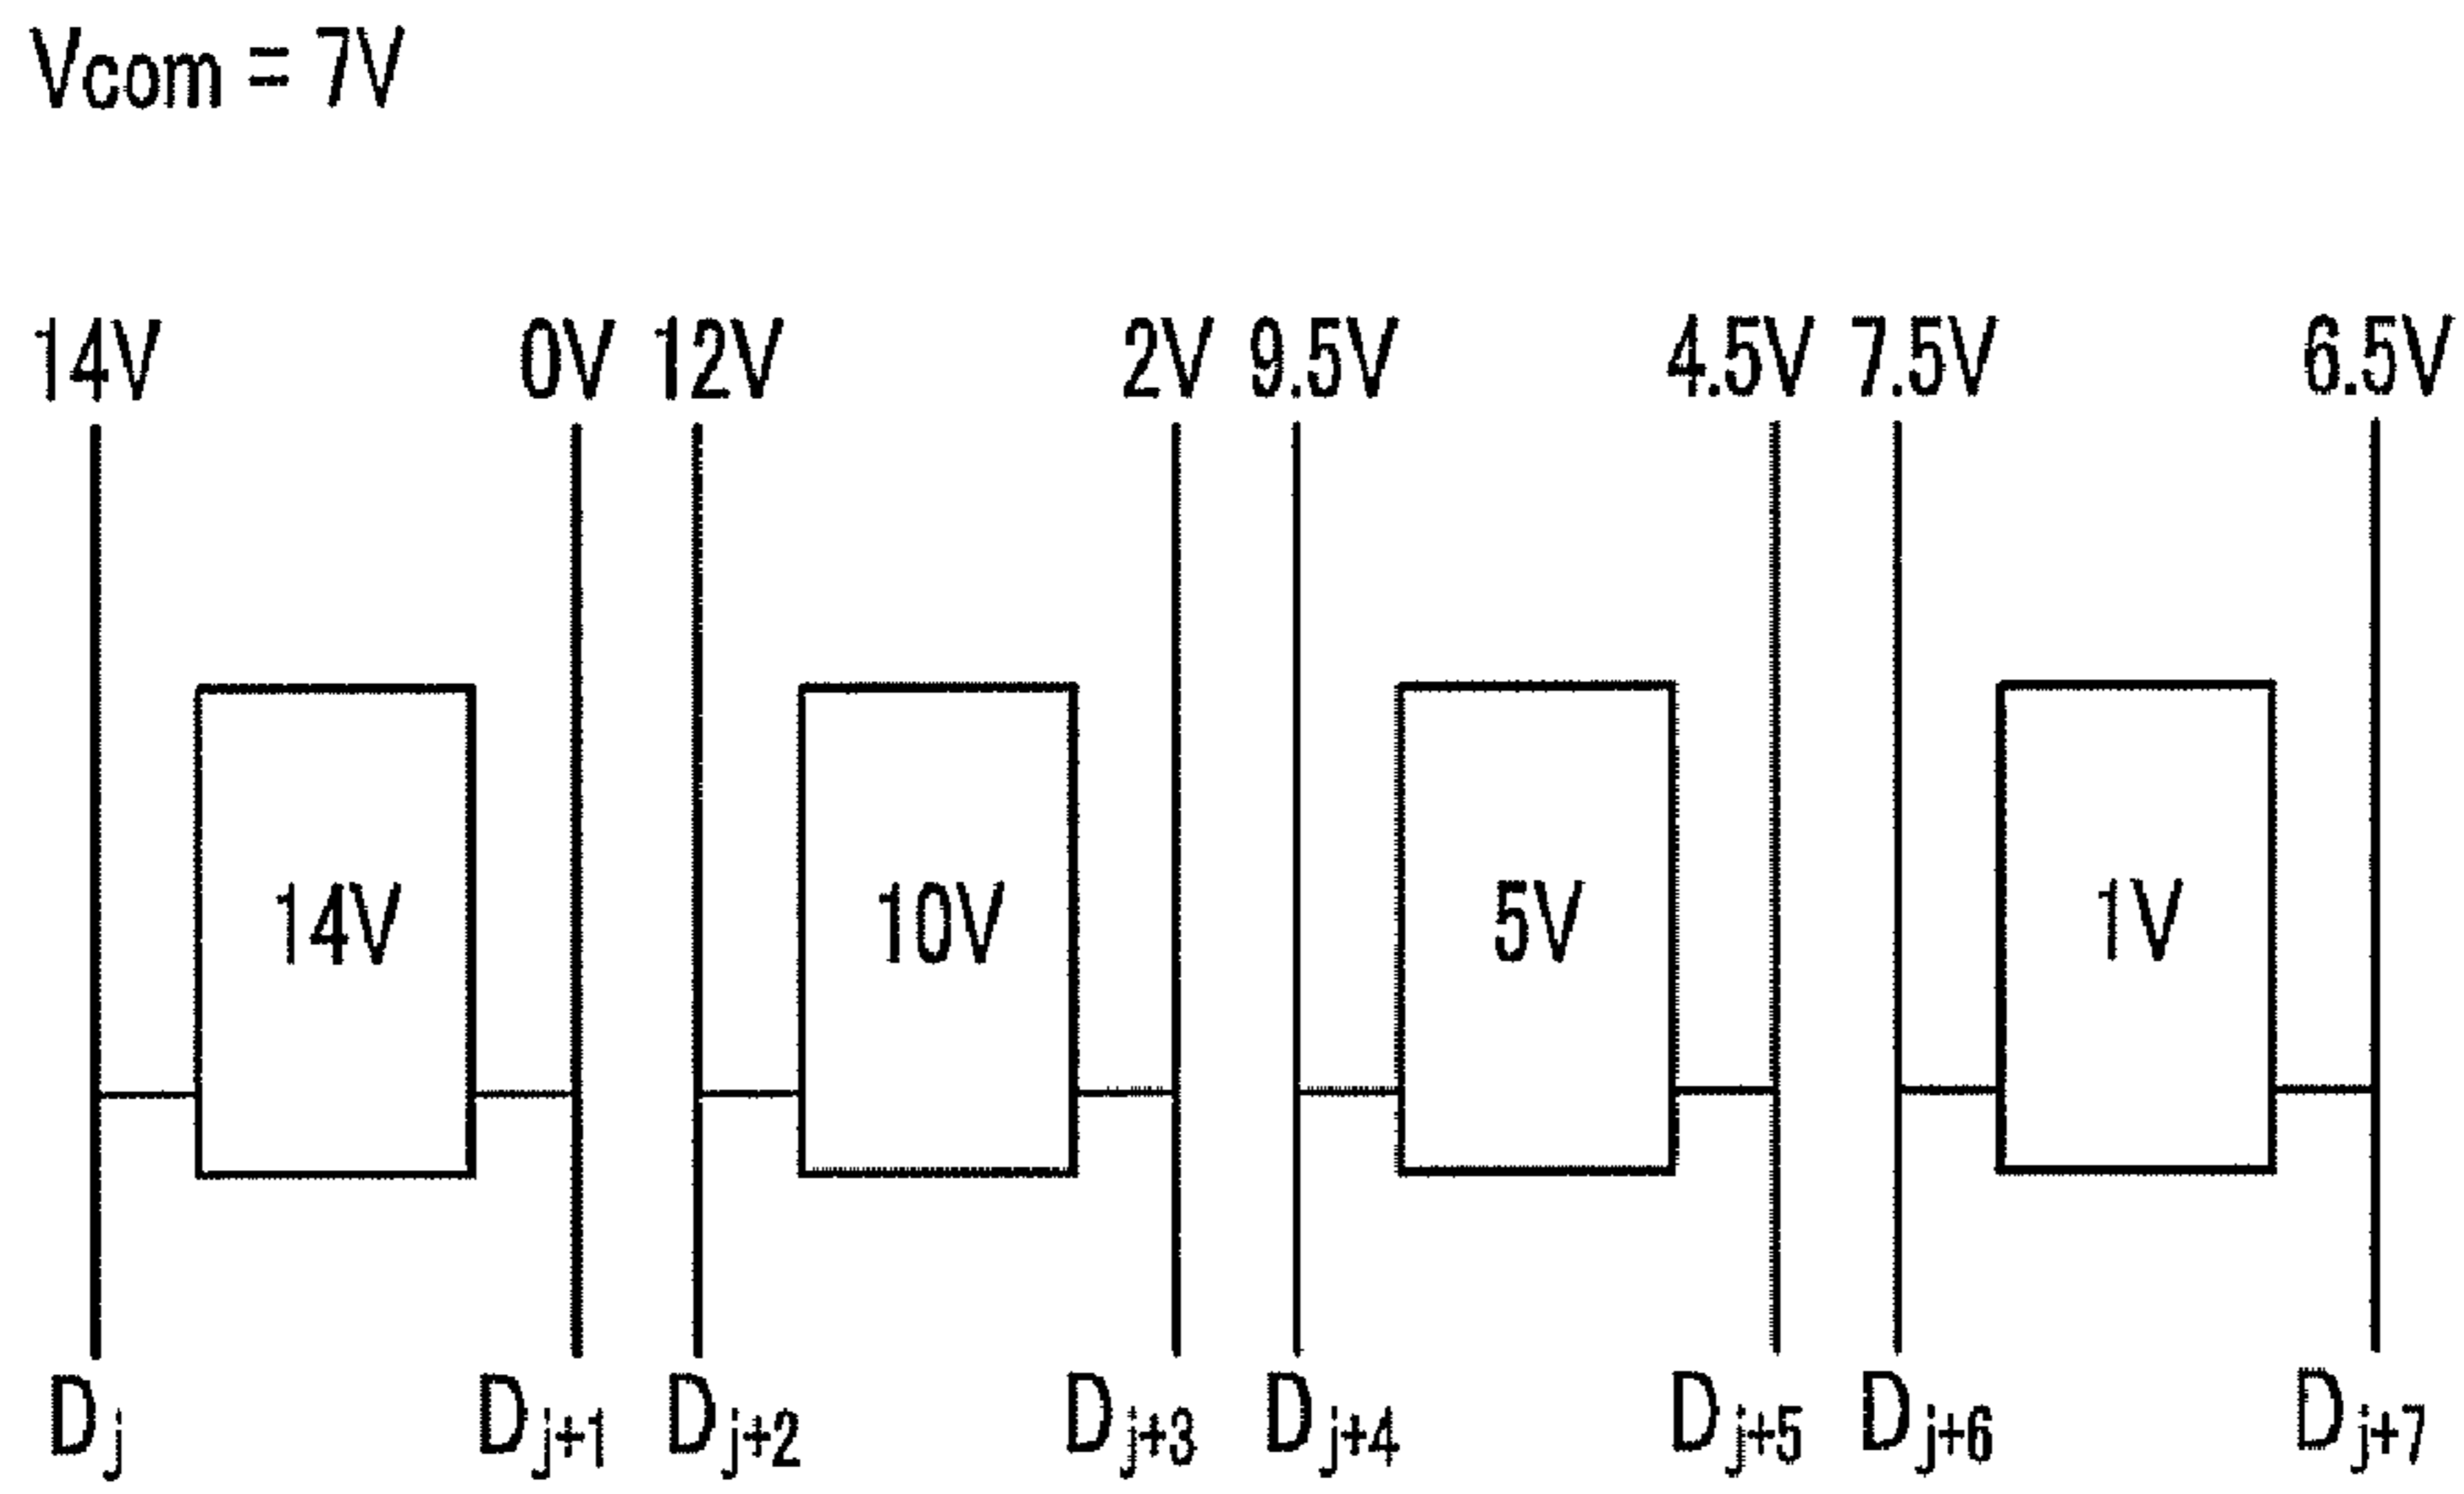 Vcom = 7V
14V 0V 12V 2V 9.5V 4.5V 7.5V 6.5V
14V 10V 5V 1V
Dj Dj+1 Dj+2 Dj+3 Dj+4 Dj+5 Dj+6 Dj+7